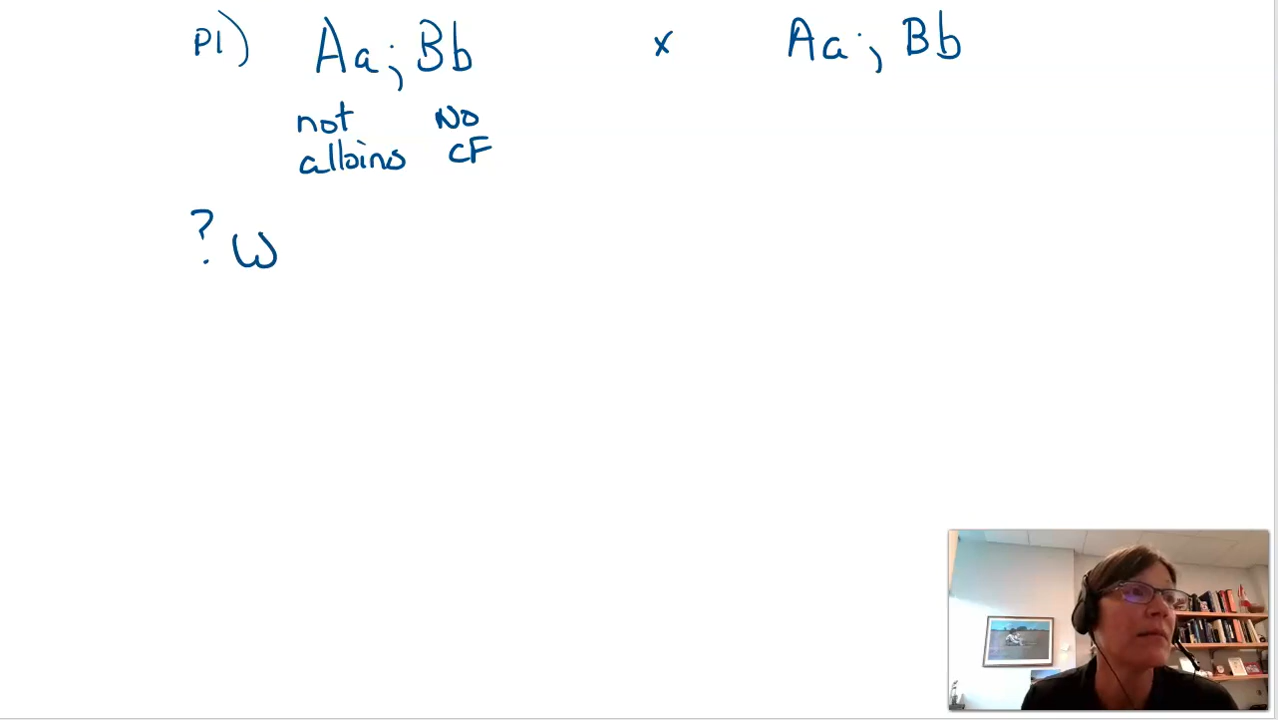 P1) Aa; Bb x Aa; Bb
not No
albino CF
? W